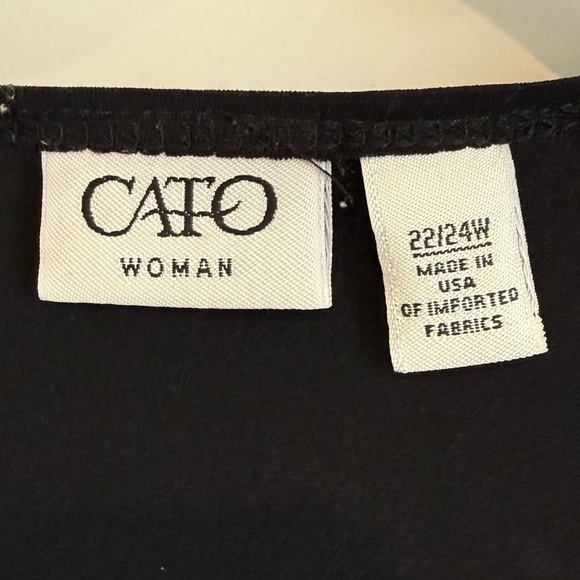 CATO
WOMAN
22/24W
MADE IN
USA
OF IMPORTED
FABRICS